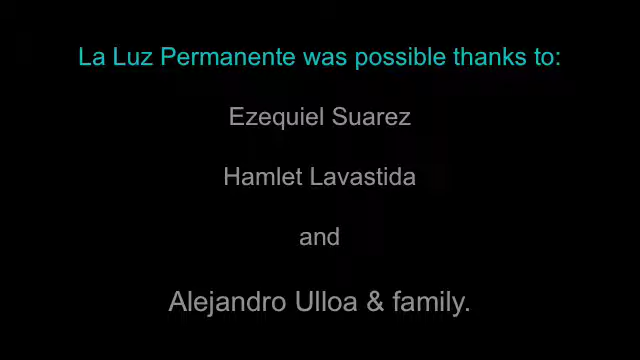 La Luz Permanente was possible thanks to:
Ezequiel Suarez
Hamlet Lavastida
and
Alejandro Ulloa & family.